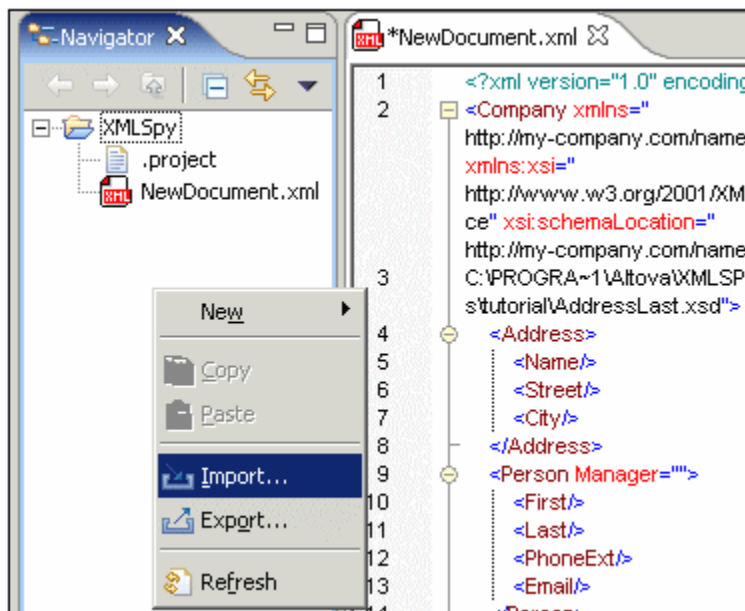 Navigator
XMLSpy
.project
NewDocument.xml
New
Copy
Paste
Import...
Export...
Refresh
*NewDocument.xml
1 <?xml version="1.0" encoding
2 <Company xmlns="
http://my-company.com/name
xmlns:xsi="
http://www.w3.org/2001/XM
ce" xsi:schemaLocation="
http://my-company.com/name
3 C:\PROGRA~1\Altova\XMLSP
s\tutorial\AddressLast.xsd">
4 <Address>
5 <Name/>
6 <Street/>
7 <City/>
8 </Address>
9 <Person Manager="">
10 <First/>
11 <Last/>
12 <PhoneExt/>
13 <Email/>
</Person>